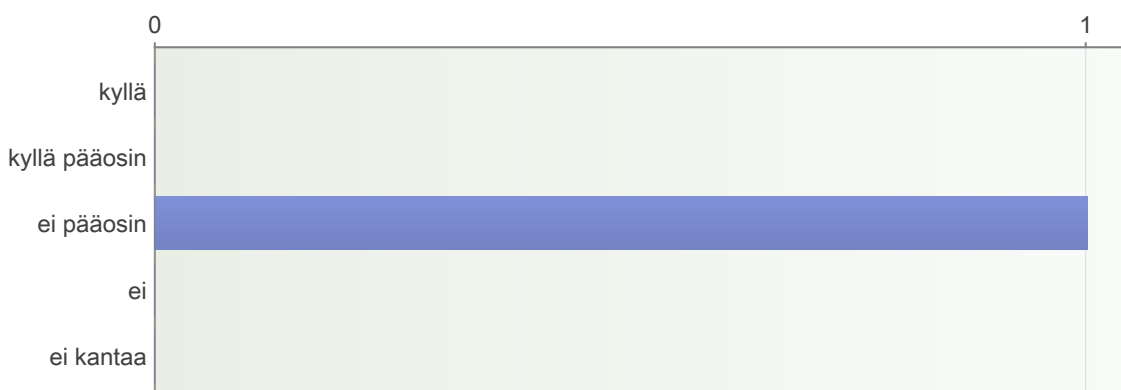 0 1
kyllä
kyllä pääosin
ei pääosin
ei
ei kantaa